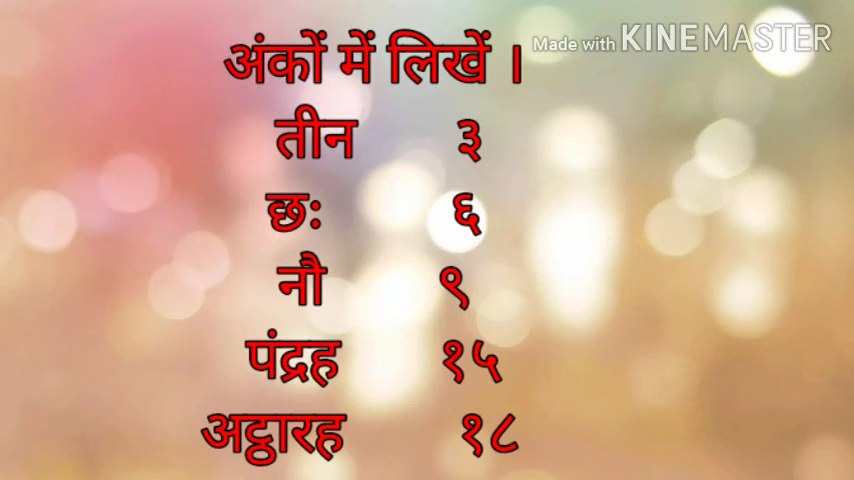 Made with KINEMASTER
अंकों में लिखें ।
तीन ३
छः ६
नौ ९
पंद्रह १५
अट्ठारह १८